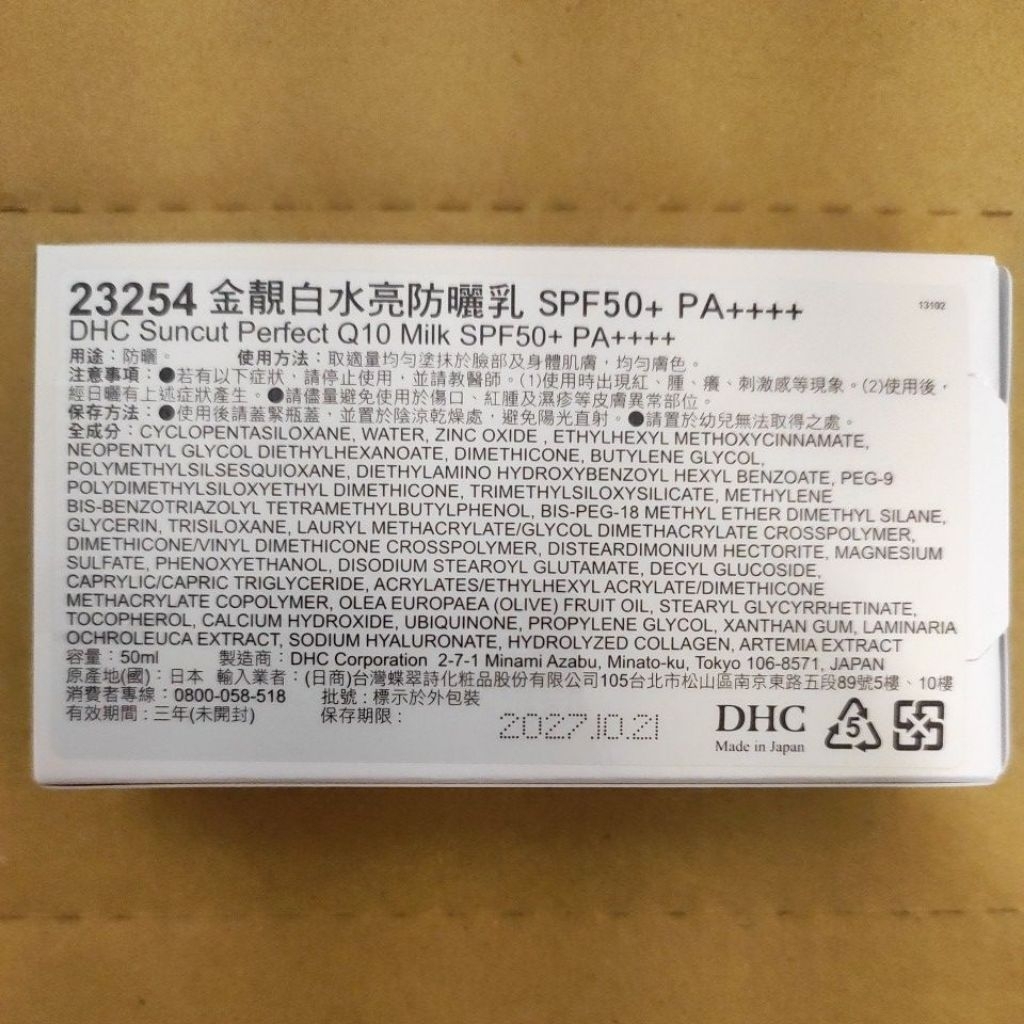 23254 金靚白水亮防曬乳 SPF50+ PA++++
13102
DHC Suncut Perfect Q10 Milk SPF50+ PA++++
用途：防曬。 使用方法：取適量均勻塗抹於臉部及身體肌膚，均勻膚色。
注意事項：●若有以下症狀，請停止使用，並請教醫師。(1)使用時出現紅、腫、癢、刺激感等現象。(2)使用後，
經日曬有上述症狀產生。●請儘量避免使用於傷口、紅腫及濕疹等皮膚異常部位。
保存方法：●使用後請蓋緊瓶蓋，並置於陰涼乾燥處，避免陽光直射。●請置於幼兒無法取得之處。
全成分：CYCLOPENTASILOXANE, WATER, ZINC OXIDE , ETHYLHEXYL METHOXYCINNAMATE,
NEOPENTYL GLYCOL DIETHYLHEXANOATE, DIMETHICONE, BUTYLENE GLYCOL,
POLYMETHYLSILSESQUIOXANE, DIETHYLAMINO HYDROXYBENZOYL HEXYL BENZOATE, PEG-9
POLYDIMETHYLSILOXYETHYL DIMETHICONE, TRIMETHYLSILOXYSILICATE, METHYLENE
BIS-BENZOTRIAZOLYL TETRAMETHYLBUTYLPHENOL, BIS-PEG-18 METHYL ETHER DIMETHYL SILANE,
GLYCERIN, TRISILOXANE, LAURYL METHACRYLATE/GLYCOL DIMETHACRYLATE CROSSPOLYMER,
DIMETHICONE/VINYL DIMETHICONE CROSSPOLYMER, DISTEARDIMONIUM HECTORITE, MAGNESIUM
SULFATE, PHENOXYETHANOL, DISODIUM STEAROYL GLUTAMATE, DECYL GLUCOSIDE,
CAPRYLIC/CAPRIC TRIGLYCERIDE, ACRYLATES/ETHYLHEXYL ACRYLATE/DIMETHICONE
METHACRYLATE COPOLYMER, OLEA EUROPAEA (OLIVE) FRUIT OIL, STEARYL GLYCYRRHETINATE,
TOCOPHEROL, CALCIUM HYDROXIDE, UBIQUINONE, PROPYLENE GLYCOL, XANTHAN GUM, LAMINARIA
OCHROLEUCA EXTRACT, SODIUM HYALURONATE, HYDROLYZED COLLAGEN, ARTEMIA EXTRACT
容量：50ml 製造商：DHC Corporation 2-7-1 Minami Azabu, Minato-ku, Tokyo 106-8571, JAPAN
原產地(國)：日本 輸入業者：(日商)台灣蝶翠詩化粧品股份有限公司105台北市松山區南京東路五段89號5樓、10樓
消費者專線：0800-058-518 批號：標示於外包裝
有效期間：三年(未開封) 保存期限：
2027.10.21
DHC
Made in Japan
5